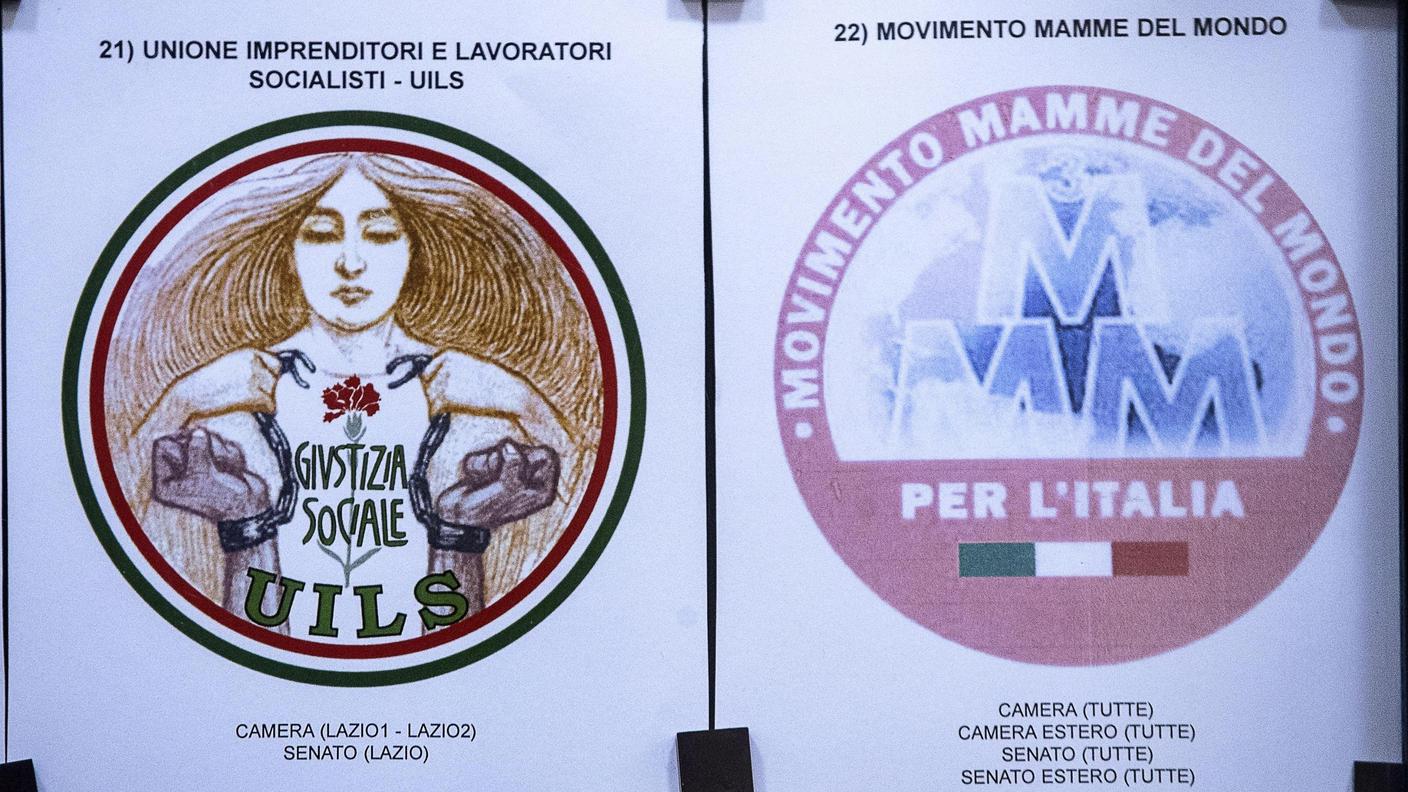 21) UNIONE IMPRENDITORI E LAVORATORI
SOCIALISTI - UILS
GIUSTIZIA
SOCIALE
UILS
CAMERA (LAZIO1 - LAZIO2)
SENATO (LAZIO)
22) MOVIMENTO MAMME DEL MONDO
• MOVIMENTO MAMME DEL MONDO •
M
M M
PER L'ITALIA
CAMERA (TUTTE)
CAMERA ESTERO (TUTTE)
SENATO (TUTTE)
SENATO ESTERO (TUTTE)